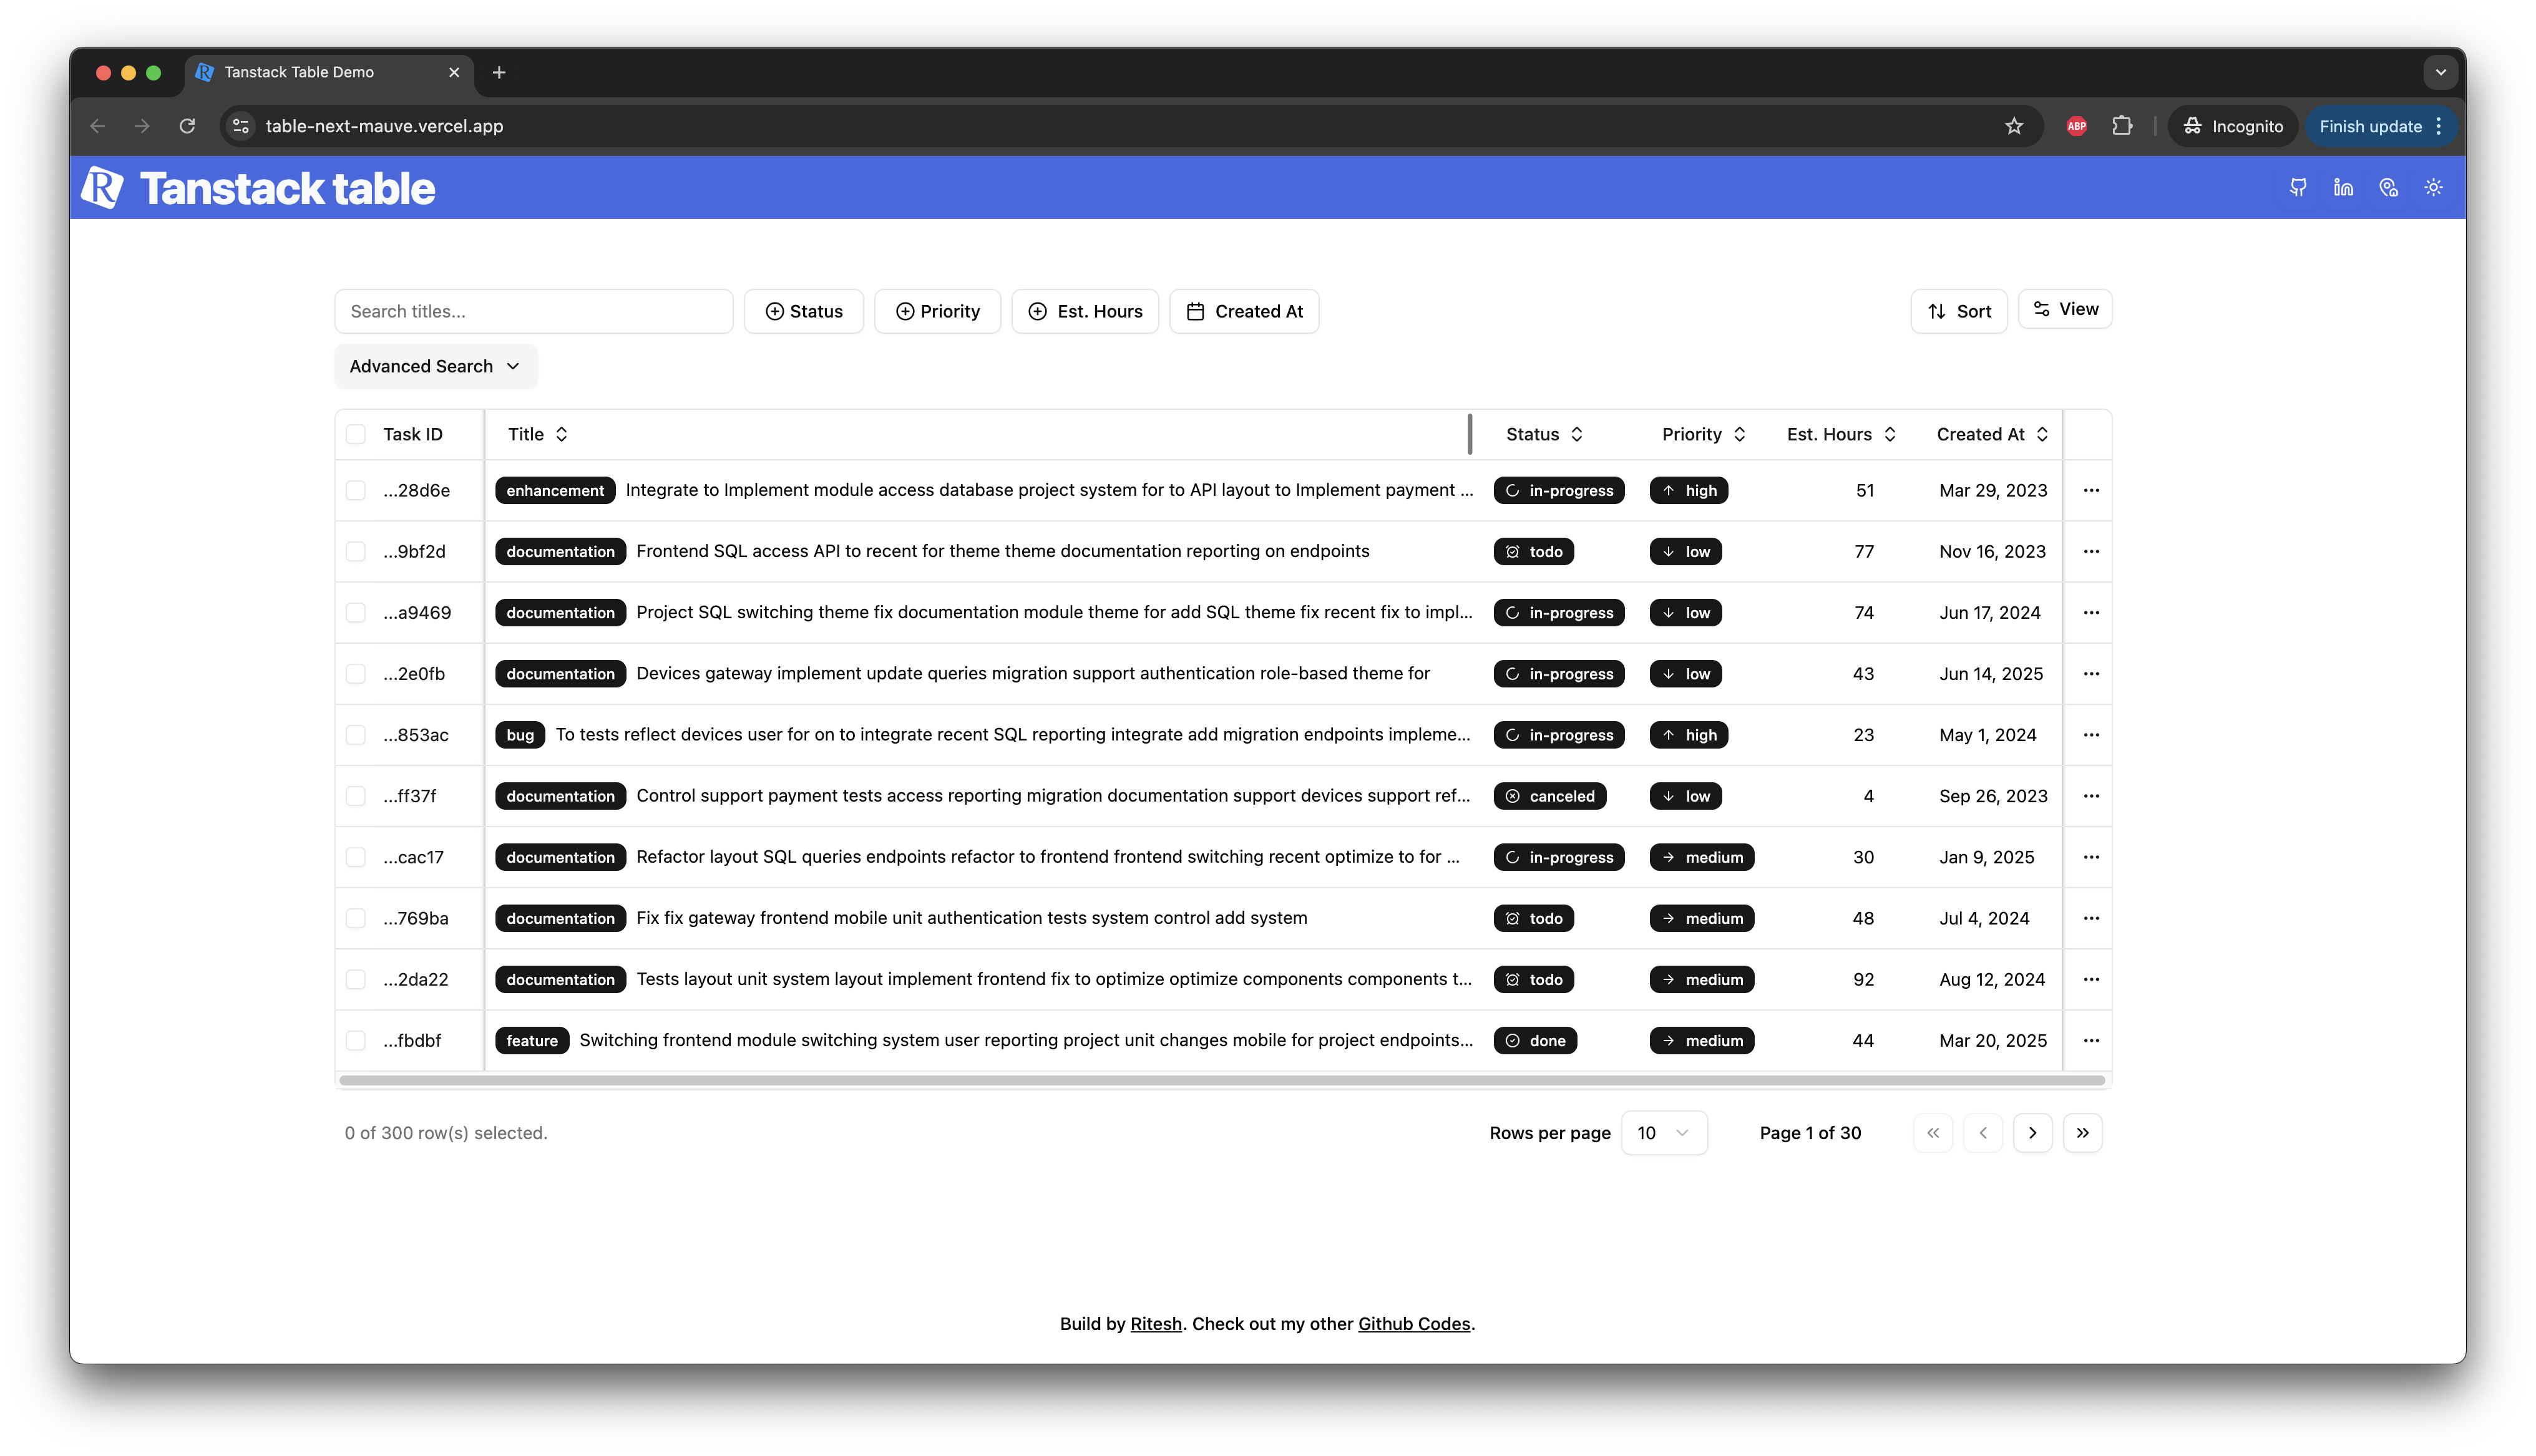 Tanstack Table Demo
table-next-mauve.vercel.app
ABP
Incognito
Finish update
R Tanstack table
Search titles...
Status
Priority
Est. Hours
Created At
Sort
View
Advanced Search
Task ID Title Status Priority Est. Hours Created At
...28d6e enhancement Integrate to Implement module access database project system for to API layout to Implement payment ... in-progress high 51 Mar 29, 2023
...9bf2d documentation Frontend SQL access API to recent for theme theme documentation reporting on endpoints todo low 77 Nov 16, 2023
...a9469 documentation Project SQL switching theme fix documentation module theme for add SQL theme fix recent fix to impl... in-progress low 74 Jun 17, 2024
...2e0fb documentation Devices gateway implement update queries migration support authentication role-based theme for in-progress low 43 Jun 14, 2025
...853ac bug To tests reflect devices user for on to integrate recent SQL reporting integrate add migration endpoints impleme... in-progress high 23 May 1, 2024
...ff37f documentation Control support payment tests access reporting migration documentation support devices support ref... canceled low 4 Sep 26, 2023
...cac17 documentation Refactor layout SQL queries endpoints refactor to frontend frontend switching recent optimize to for ... in-progress medium 30 Jan 9, 2025
...769ba documentation Fix fix gateway frontend mobile unit authentication tests system control add system todo medium 48 Jul 4, 2024
...2da22 documentation Tests layout unit system layout implement frontend fix to optimize optimize components components t... todo medium 92 Aug 12, 2024
...fbdbf feature Switching frontend module switching system user reporting project unit changes mobile for project endpoints... done medium 44 Mar 20, 2025
0 of 300 row(s) selected.
Rows per page 10
Page 1 of 30
Build by Ritesh. Check out my other Github Codes.